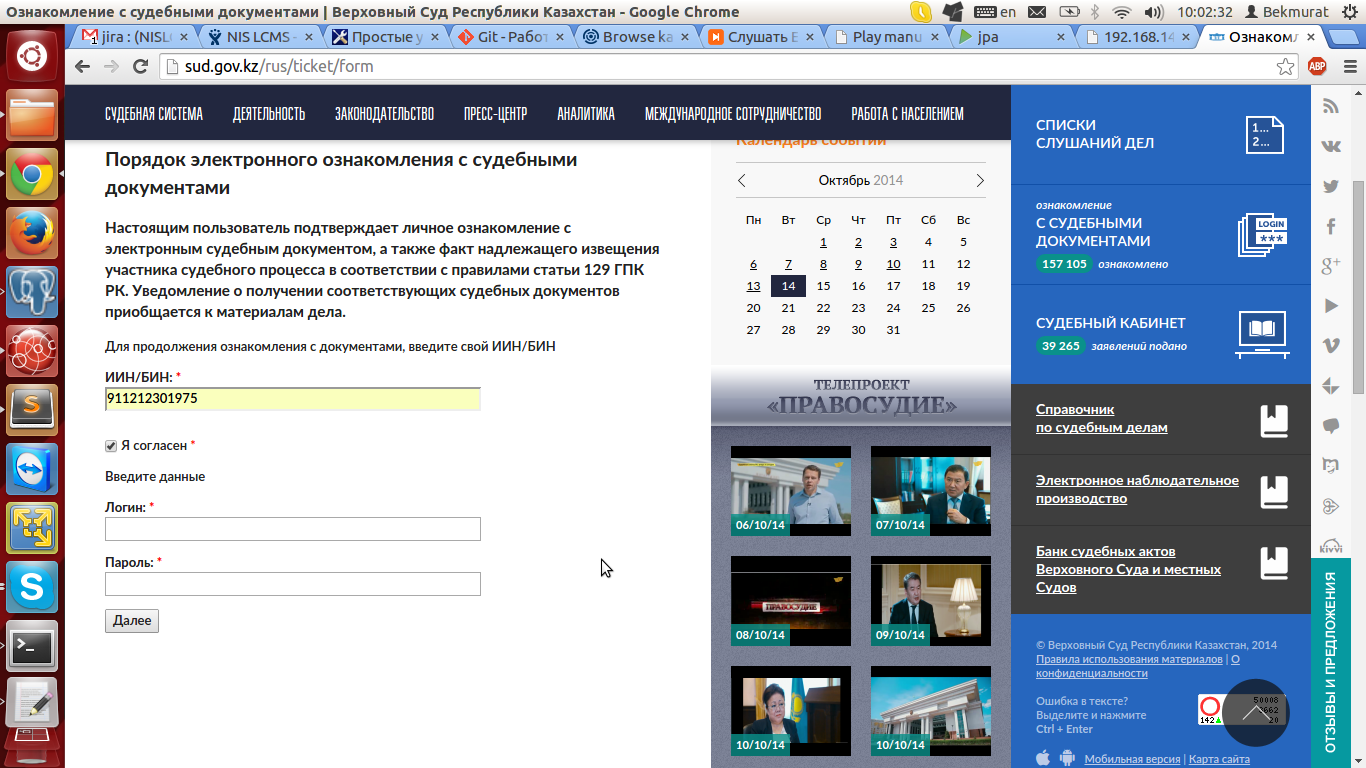 Ознакомление с судебными документами | Верховный Суд Республики Казахстан - Google Chrome
en
10:02:32
Bekmurat
1
jira : (NISLC
NIS LCMS -
Простые у
Git - Работ
Browse ka
Слушать Е
Play manu
jpa
192.168.14
Ознакомл
sud.gov.kz/rus/ticket/form
ABP
СУДЕБНАЯ СИСТЕМА
ДЕЯТЕЛЬНОСТЬ
ЗАКОНОДАТЕЛЬСТВО
ПРЕСС-ЦЕНТР
АНАЛИТИКА
МЕЖДУНАРОДНОЕ СОТРУДНИЧЕСТВО
РАБОТА С НАСЕЛЕНИЕМ
Порядок электронного ознакомления с судебными
документами
Настоящим пользователь подтверждает личное ознакомление с
электронным судебным документом, а также факт надлежащего извещения
участника судебного процесса в соответствии с правилами статьи 129 ГПК
РК. Уведомление о получении соответствующих судебных документов
приобщается к материалам дела.
Для продолжения ознакомления с документами, введите свой ИИН/БИН
ИИН/БИН: *
911212301975
Я согласен *
Введите данные
Логин: *
Пароль: *
Далее
Календарь событий
Октябрь 2014
Пн Вт Ср Чт Пт Сб Вс
1 2 3 4 5
6 7 8 9 10 11 12
13 14 15 16 17 18 19
20 21 22 23 24 25 26
27 28 29 30 31
ТЕЛЕПРОЕКТ
«ПРАВОСУДИЕ»
06/10/14
07/10/14
ПРАВОСУДИЕ
08/10/14
09/10/14
10/10/14
10/10/14
СПИСКИ
СЛУШАНИЙ ДЕЛ
1...
2...
ознакомление
С СУДЕБНЫМИ
ДОКУМЕНТАМИ
157 105 ознакомлено
LOGIN
***
СУДЕБНЫЙ КАБИНЕТ
39 265 заявлений подано
Справочник
по судебным делам
Электронное наблюдательное
производство
Банк судебных актов
Верховного Суда и местных
Судов
© Верховный Суд Республики Казахстан, 2014
Правила использования материалов | О
конфиденциальности
Ошибка в тексте?
Выделите и нажмите
Ctrl + Enter
142
Мобильная версия | Карта сайта
g+
kivvi
ОТЗЫВЫ И ПРЕДЛОЖЕНИЯ